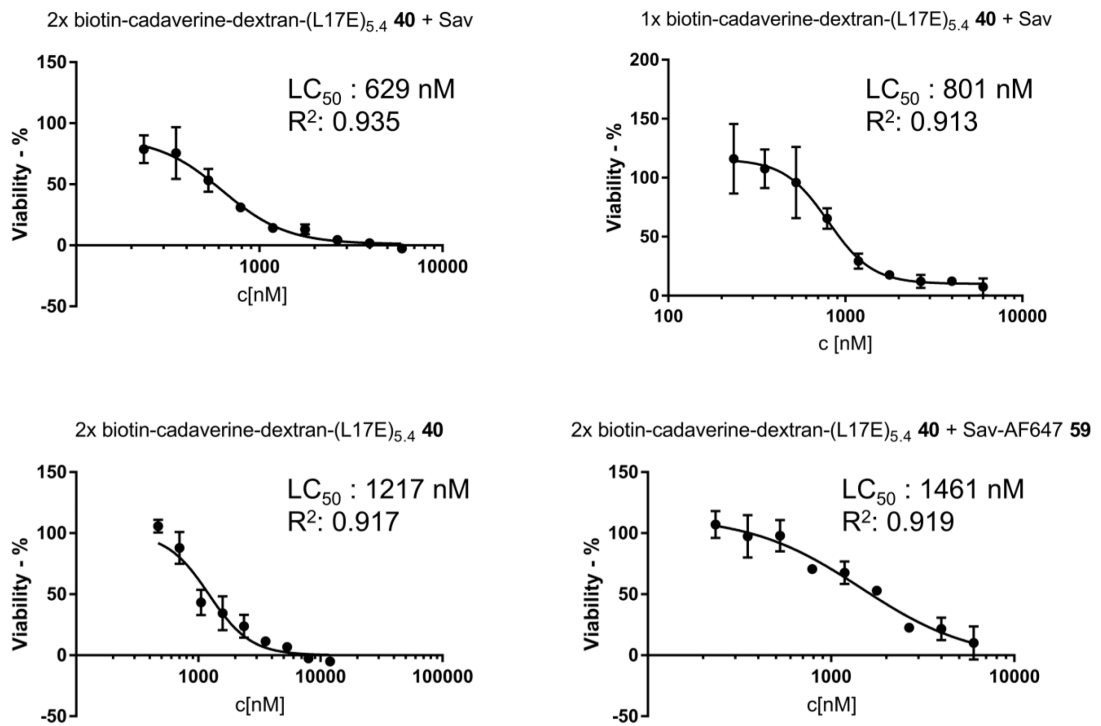 2x biotin-cadaverine-dextran-(L17E)5.4 40 + Sav
150
100
50
0
-50
Viability - %
LC50 : 629 nM
R2: 0.935
1000
10000
c[nM]
1x biotin-cadaverine-dextran-(L17E)5.4 40 + Sav
200
150
100
50
0
Viability - %
LC50 : 801 nM
R2: 0.913
100
1000
10000
c [nM]
2x biotin-cadaverine-dextran-(L17E)5.4 40
150
100
50
0
-50
Viability - %
LC50 : 1217 nM
R2: 0.917
1000
10000
100000
c[nM]
2x biotin-cadaverine-dextran-(L17E)5.4 40 + Sav-AF647 59
150
100
50
0
-50
Viability - %
LC50 : 1461 nM
R2: 0.919
1000
10000
c[nM]